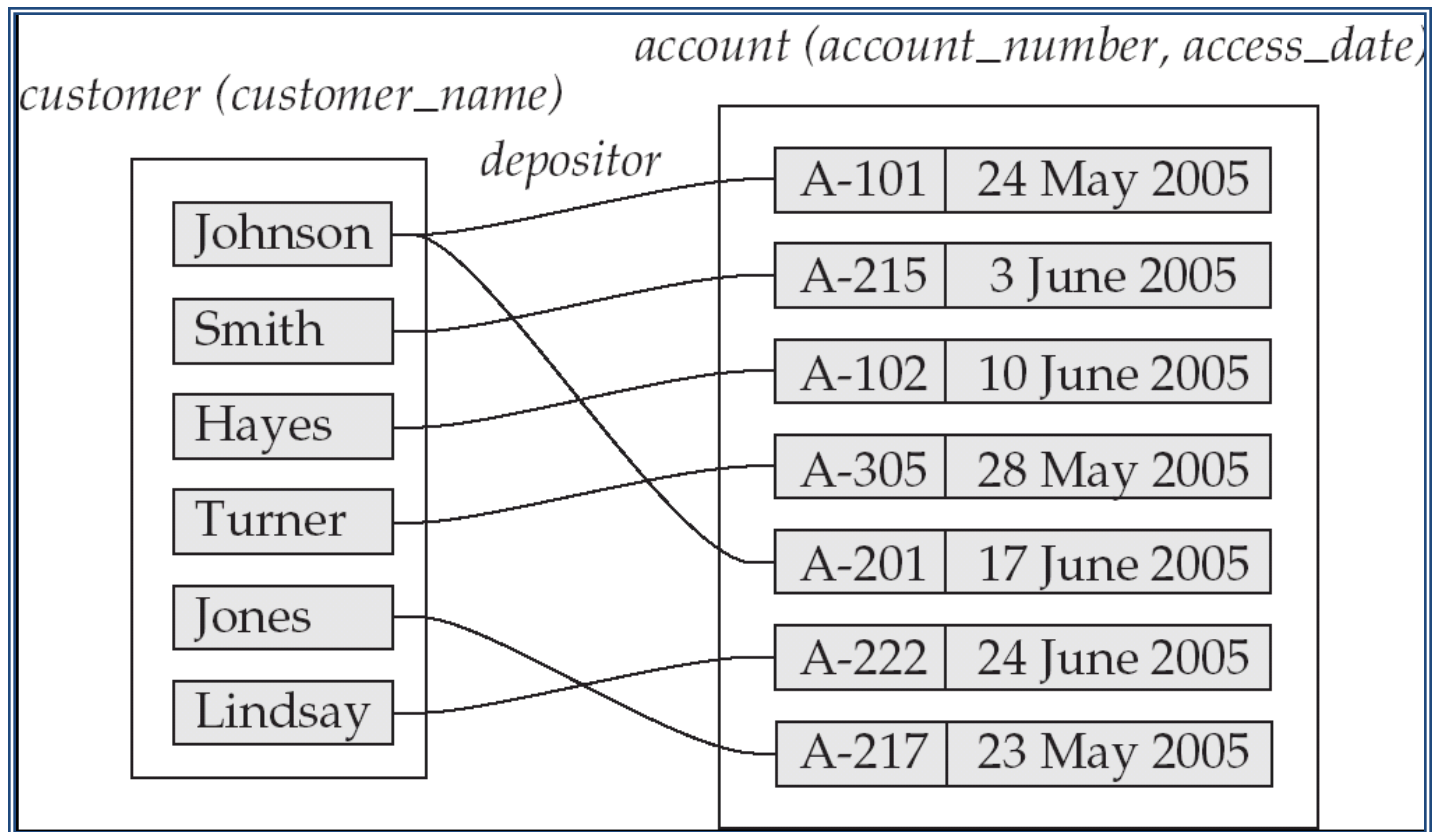 account (account_number, access_date)
customer (customer_name)
depositor
Johnson
Smith
Hayes
Turner
Jones
Lindsay
A-101 24 May 2005
A-215 3 June 2005
A-102 10 June 2005
A-305 28 May 2005
A-201 17 June 2005
A-222 24 June 2005
A-217 23 May 2005